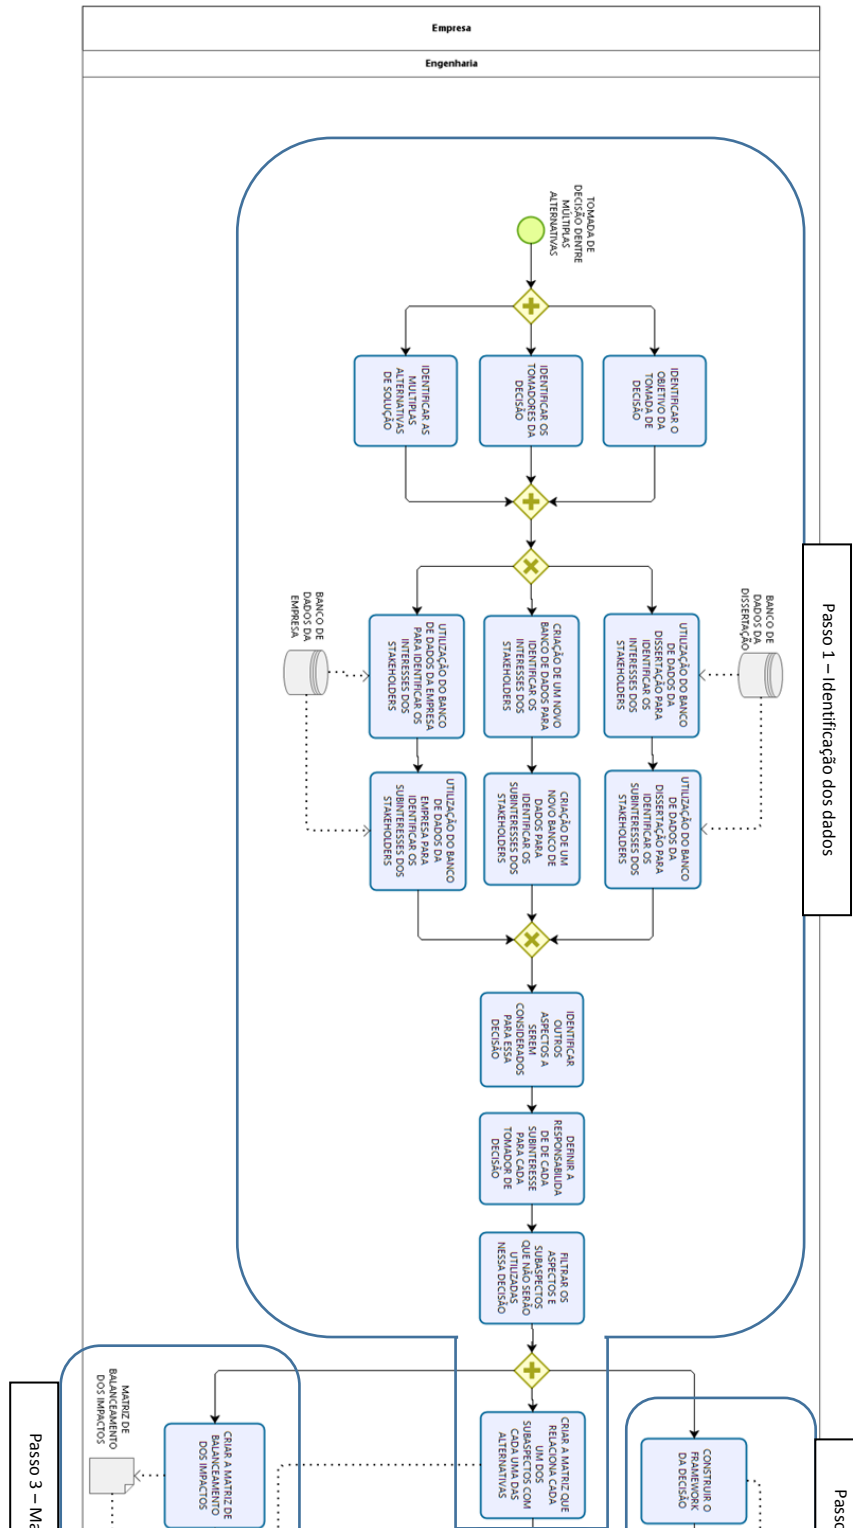 Empresa
Engenharia
TOMADA DE
DECISÃO DENTRE
MÚLTIPLAS
ALTERNATIVAS
IDENTIFICAR O
OBJETIVO DA
TOMADA DE
DECISÃO
IDENTIFICAR OS
TOMADORES DA
DECISÃO
IDENTIFICAR AS
MULTIPLAS
ALTERNATIVAS
DE SOLUÇÃO
Passo 1 – Identificação dos dados
BANCO DE
DADOS DA
DISSERTAÇÃO
UTILIZAÇÃO DO BANCO
DE DADOS DA
DISSERTAÇÃO PARA
IDENTIFICAR OS
INTERESSES DOS
STAKEHOLDERS
CRIAÇÃO DE UM NOVO
BANCO DE DADOS PARA
IDENTIFICAR OS
INTERESSES DOS
STAKEHOLDERS
UTILIZAÇÃO DO BANCO
DE DADOS DA EMPRESA
PARA IDENTIFICAR OS
INTERESSES DOS
STAKEHOLDERS
BANCO DE
DADOS DA
EMPRESA
UTILIZAÇÃO DO BANCO
DE DADOS DA
DISSERTAÇÃO PARA
IDENTIFICAR OS
SUBINTERESSES DOS
STAKEHOLDERS
CRIAÇÃO DE UM
NOVO BANCO DE
DADOS PARA
IDENTIFICAR OS
SUBINTERESSES DOS
STAKEHOLDERS
UTILIZAÇÃO DO BANCO
DE DADOS DA
EMPRESA PARA
IDENTIFICAR OS
SUBINTERESSES DOS
STAKEHOLDERS
IDENTIFICAR
OUTROS
ASPECTOS A
SEREM
CONSIDERADOS
PARA ESSA
DECISÃO
DEFINIR A
RESPONSABILIDA
DE DE CADA
SUBINTERESSE
PARA CADA
TOMADOR DE
DECISÃO
FILTRAR OS
ASPECTOS E
SUBASPECTOS
QUE NÃO SERÃO
UTILIZADAS
NESSA DECISÃO
Passo
CONSTRUIR O
FRAMEWORK
DA DECISÃO
CRIAR A MATRIZ QUE
RELACIONA CADA
UM DOS
SUBASPECTOS COM
CADA UMA DAS
ALTERNATIVAS
CRIAR A MATRIZ DE
BALANCEAMENTO
DOS IMPACTOS
MATRIZ DE
BALANCEAMENTO
DOS IMPACTOS
Passo 3 – Ma